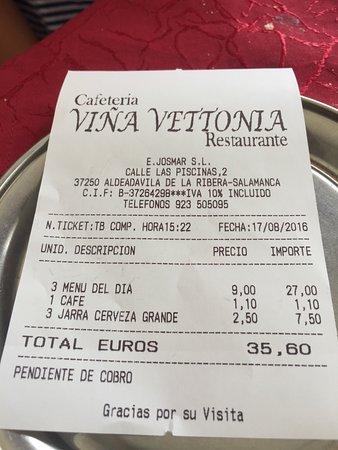 Cafeteria
VIÑA VETTONIA
Restaurante
E.JOSMAR S.L.
CALLE LAS PISCINAS,2
37250 ALDEADAVILA DE LA RIBERA-SALAMANCA
C.I.F: B-37264298***IVA 10% INCLUIDO
TELEFONOS 923 505095
N.TICKET:TB COMP. HORA15:22 FECHA:17/08/2016
UNID. DESCRIPCION PRECIO IMPORTE
3 MENU DEL DIA 9,00 27,00
1 CAFE 1,10 1,10
3 JARRA CERVEZA GRANDE 2,50 7,50
TOTAL EUROS 35,60
PENDIENTE DE COBRO
Gracias por su Visita